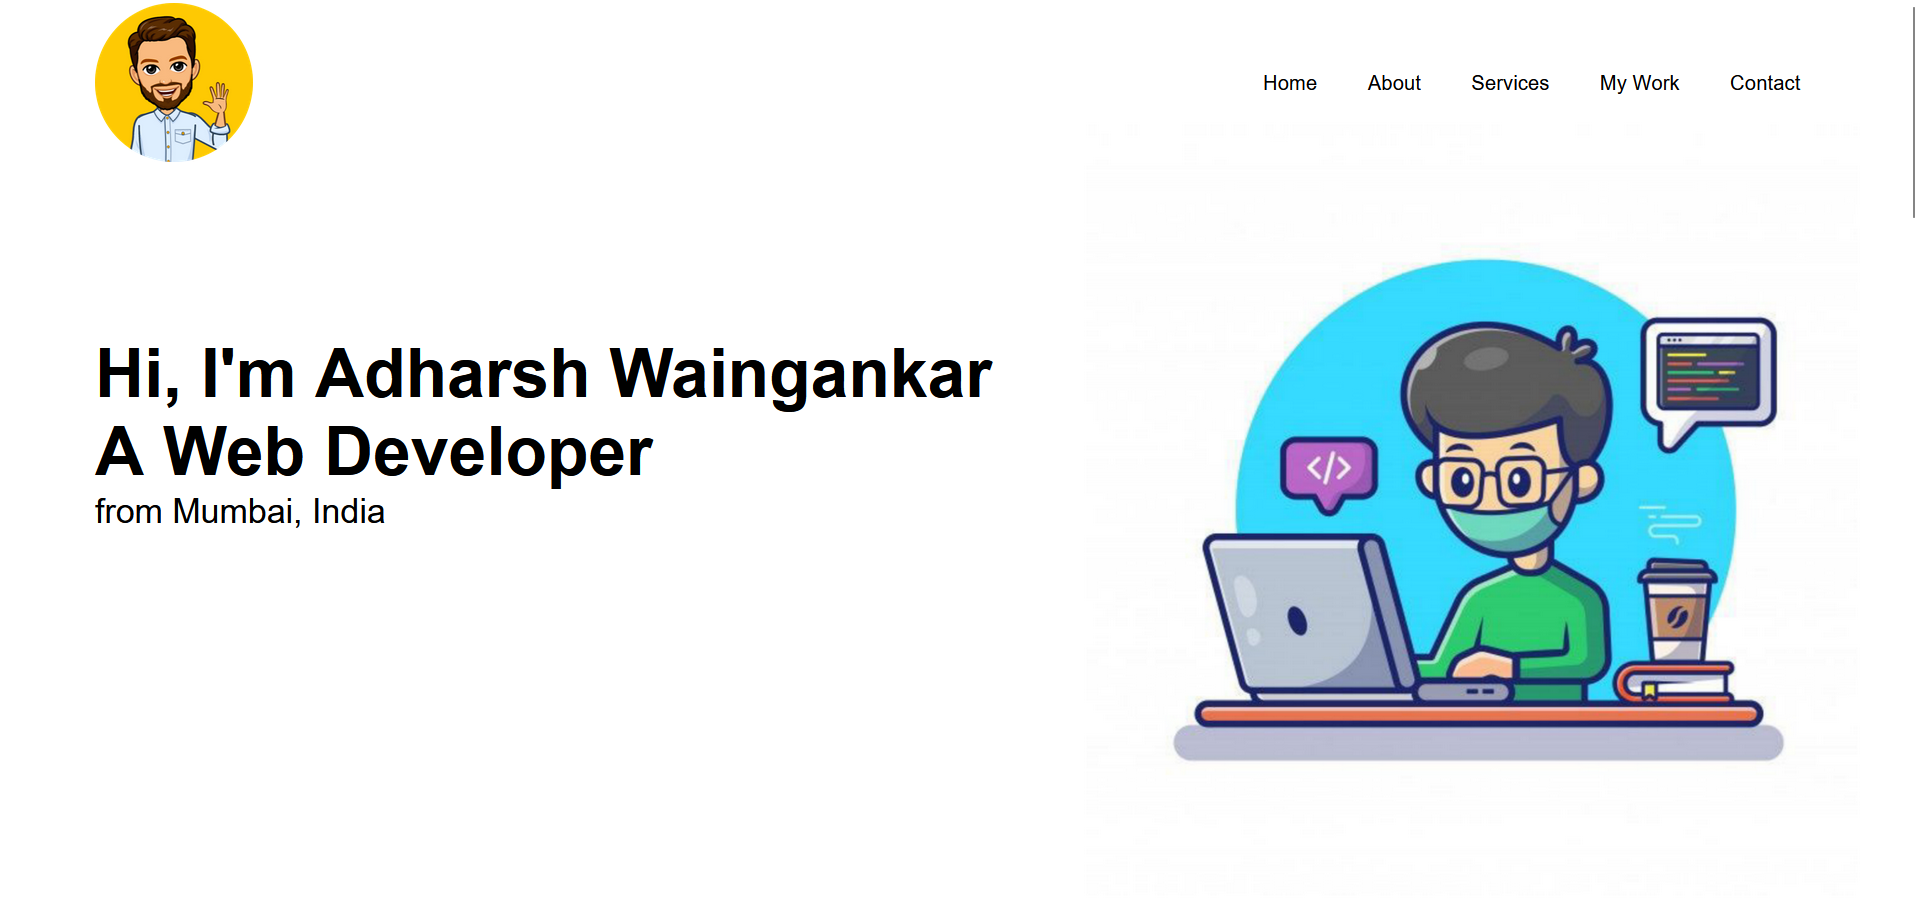 Home About Services My Work Contact
Hi, I'm Adharsh Waingankar
A Web Developer
from Mumbai, India
</>